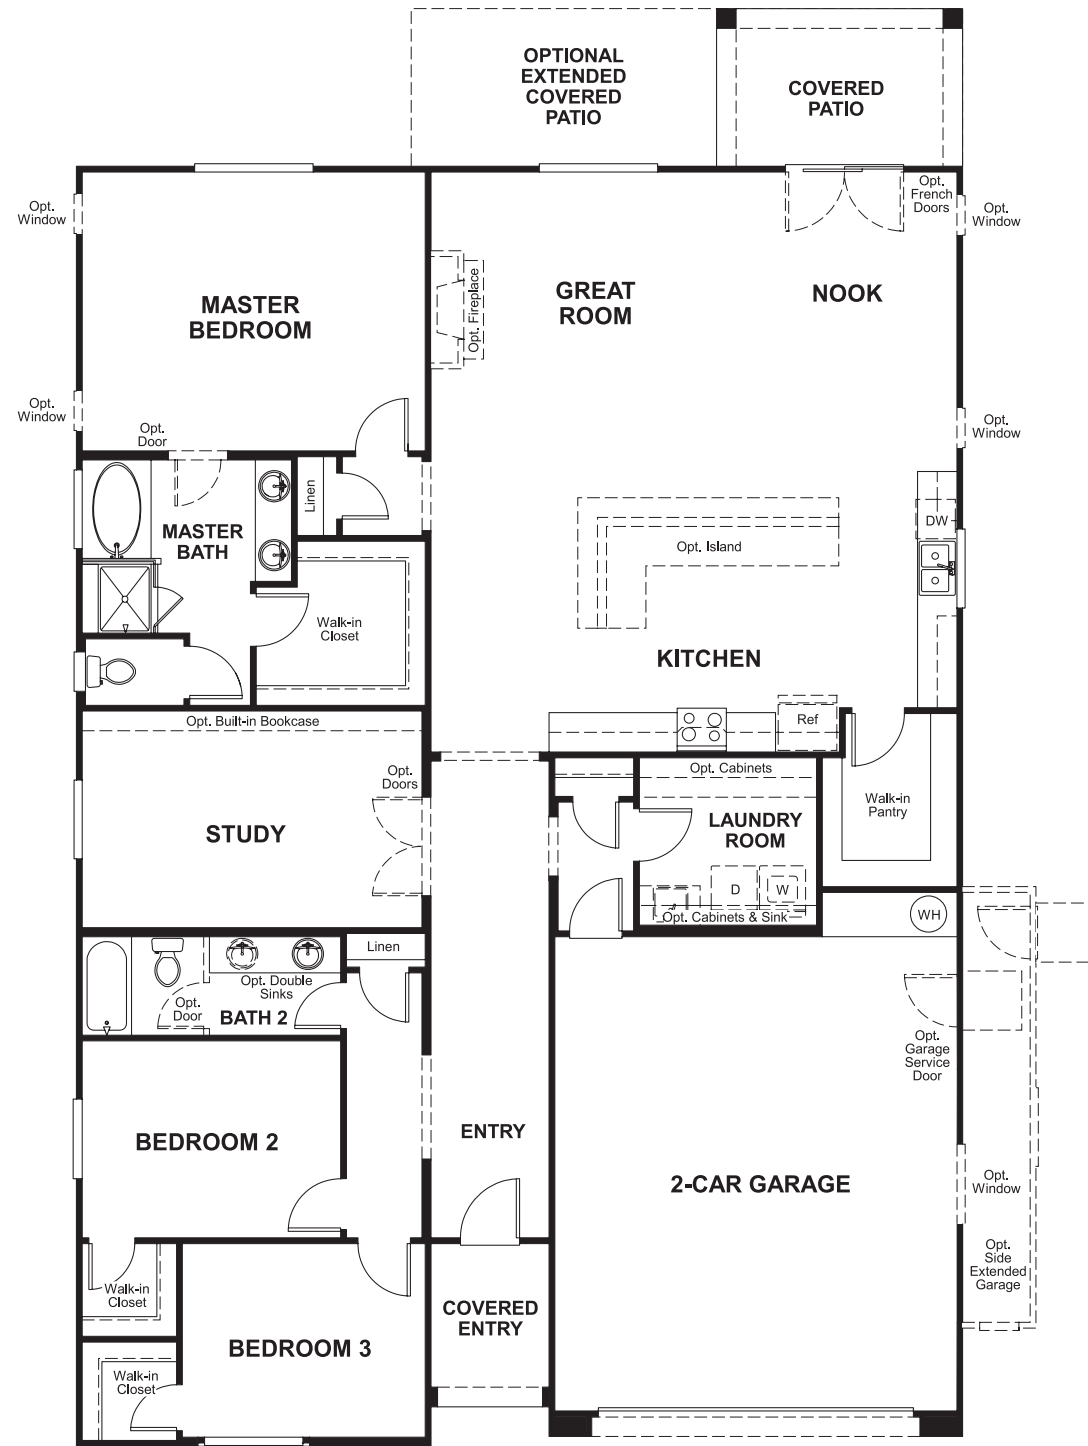 OPTIONAL
EXTENDED
COVERED
PATIO
COVERED
PATIO
Opt.
French
Doors
Opt.
Window
Opt.
Window
MASTER
BEDROOM
Opt. Fireplace
GREAT
ROOM
NOOK
Opt.
Window
Opt.
Window
Opt.
Door
Linen
MASTER
BATH
DW
Opt. Island
Walk-in
Closet
KITCHEN
Opt. Built-in Bookcase
Ref
Opt.
Doors
Opt. Cabinets
Walk-in
Pantry
STUDY
LAUNDRY
ROOM
D
W
Opt. Cabinets & Sink
WH
Linen
Opt. Double
Sinks
Opt.
Door
BATH 2
Opt.
Garage
Service
Door
BEDROOM 2
ENTRY
2-CAR GARAGE
Opt.
Window
Opt.
Side
Extended
Garage
Walk-in
Closet
COVERED
ENTRY
BEDROOM 3
Walk-in
Closet